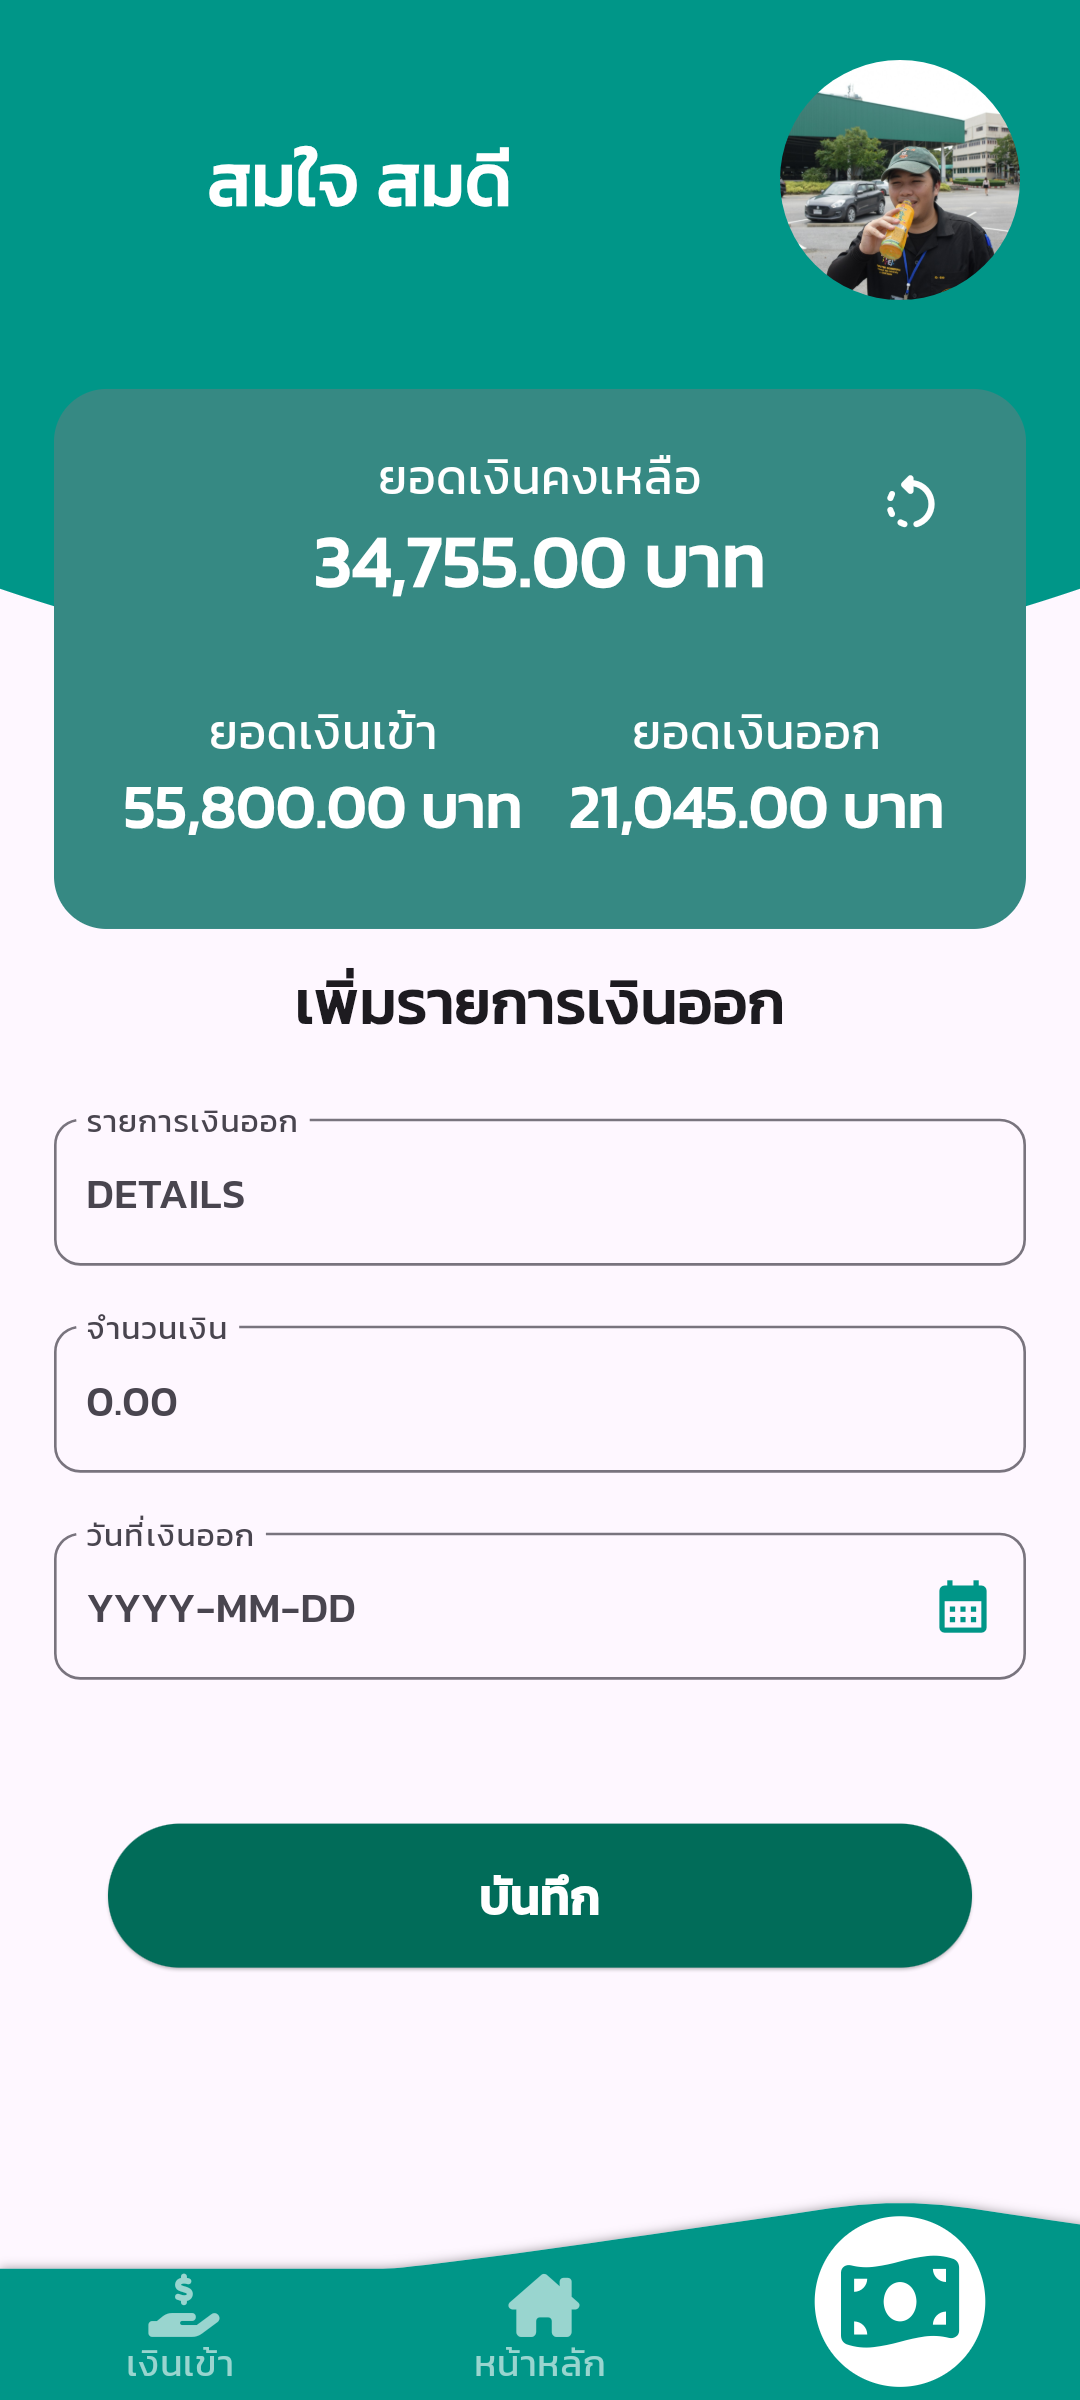 สมใจ สมดี
ยอดเงินคงเหลือ
34,755.00 บาท
ยอดเงินเข้า
ยอดเงินออก
55,800.00 บาท
21,045.00 บาท
เพิ่มรายการเงินออก
รายการเงินออก
DETAILS
จำนวนเงิน
0.00
วันที่เงินออก
YYYY-MM-DD
บันทึก
เงินเข้า
หน้าหลัก